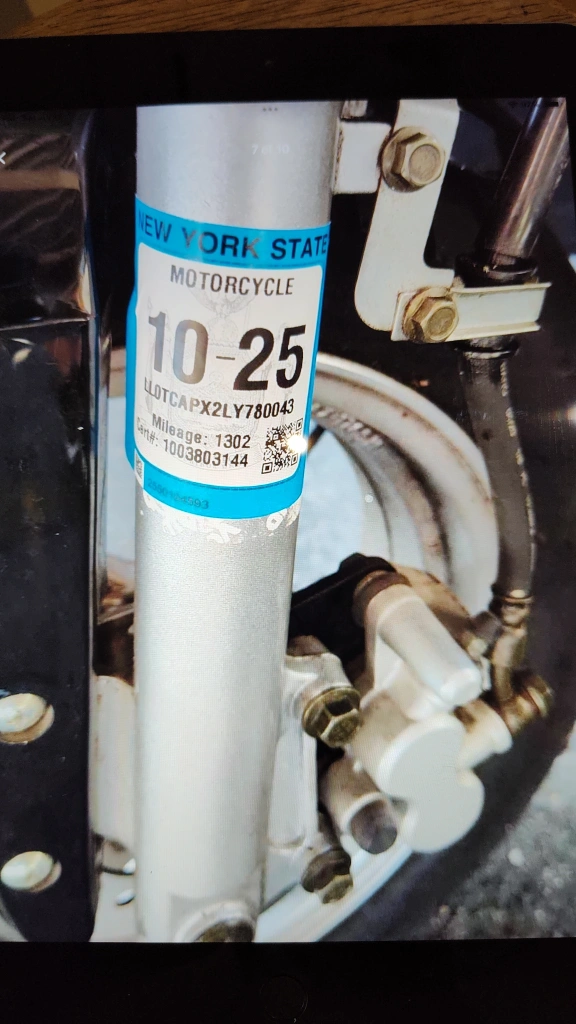 NEW YORK STATE
MOTORCYCLE
10-25
LLOTCAPX2LY780043
Mileage: 1302
Cert#: 1003803144